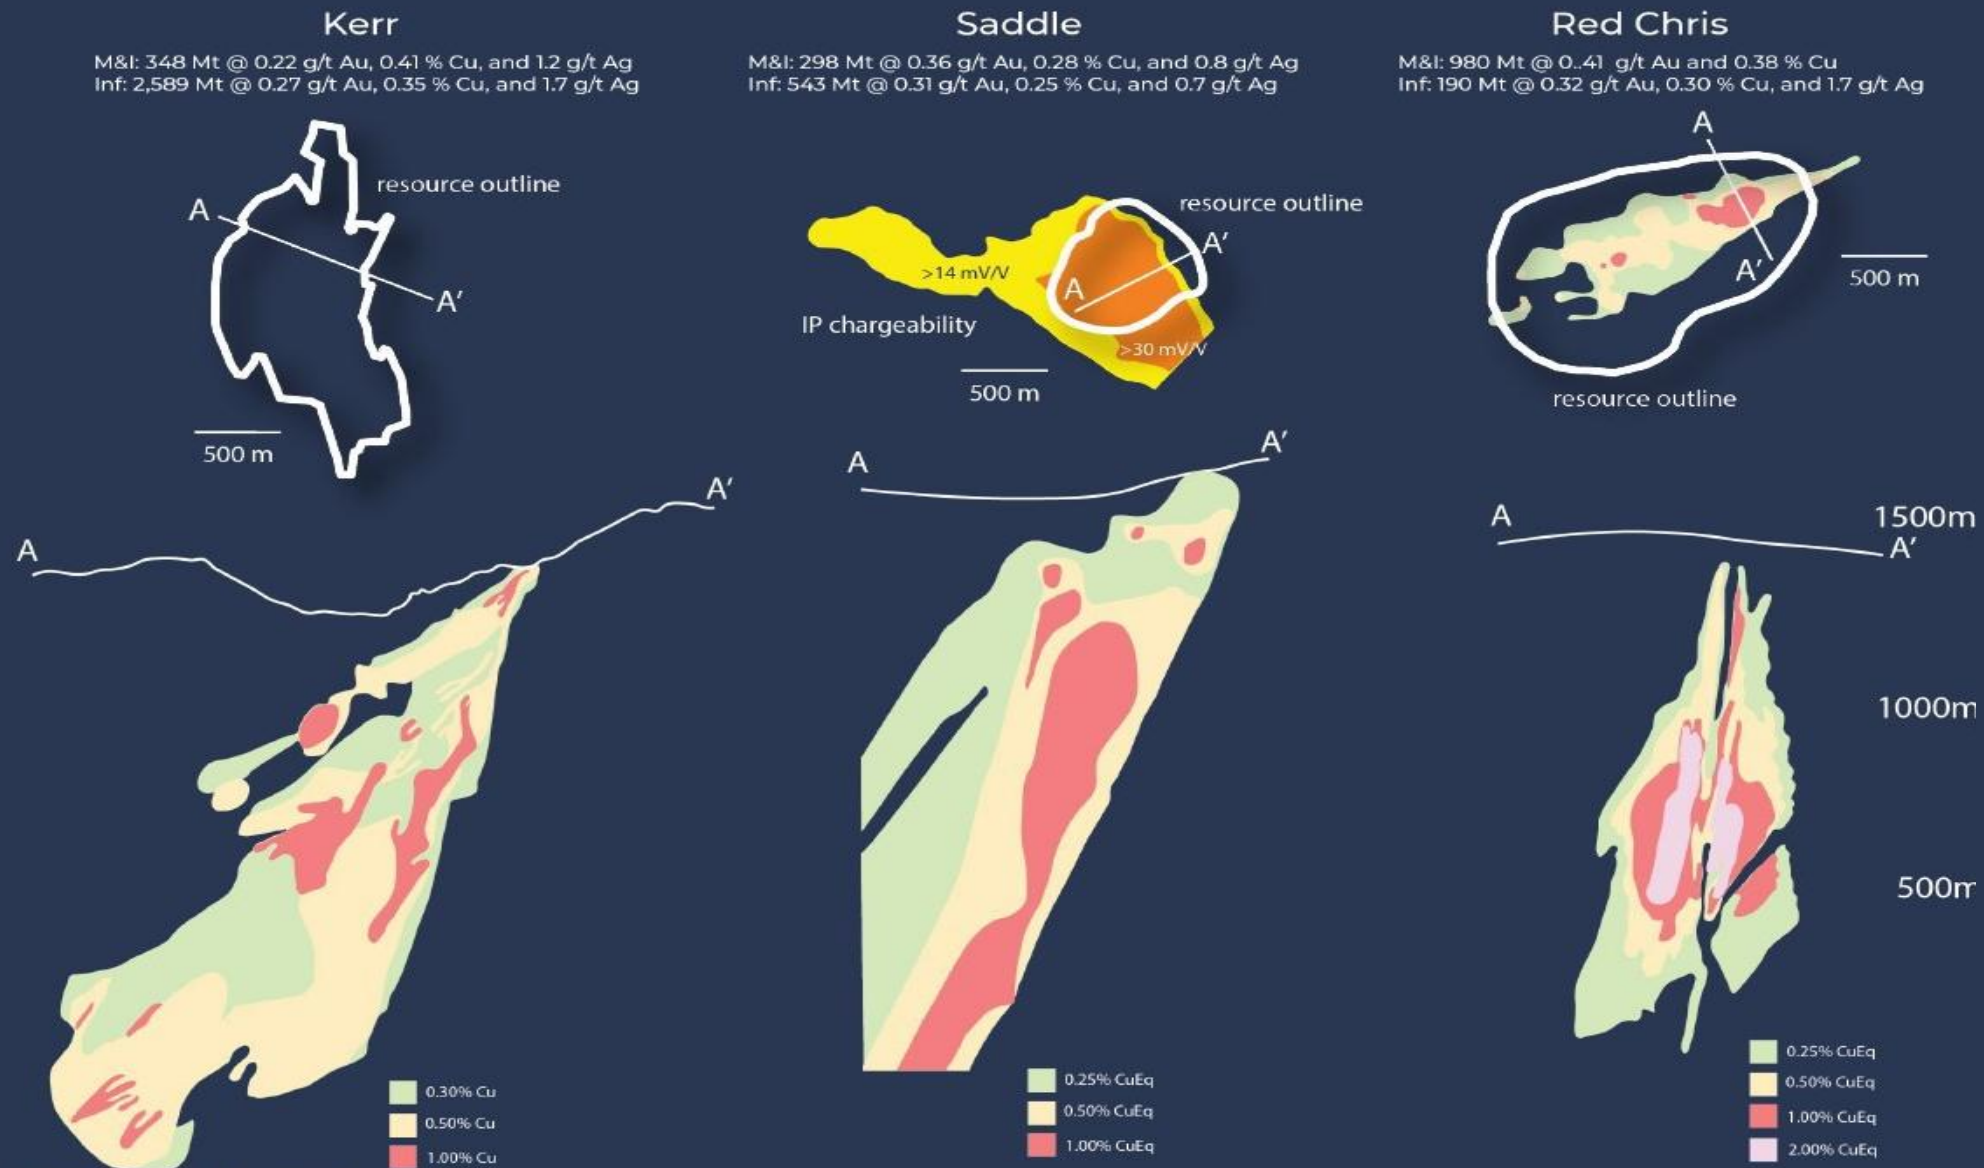 Kerr
M&I: 348 Mt @ 0.22 g/t Au, 0.41 % Cu, and 1.2 g/t Ag
Inf: 2,589 Mt @ 0.27 g/t Au, 0.35 % Cu, and 1.7 g/t Ag
resource outline
A
A'
500 m
A
A'
0.30% Cu
0.50% Cu
1.00% Cu
Saddle
M&I: 298 Mt @ 0.36 g/t Au, 0.28 % Cu, and 0.8 g/t Ag
Inf: 543 Mt @ 0.31 g/t Au, 0.25 % Cu, and 0.7 g/t Ag
resource outline
A'
>14 mV/V
A
IP chargeability
>30 mV/V
500 m
A
A'
0.25% CuEq
0.50% CuEq
1.00% CuEq
Red Chris
M&I: 980 Mt @ 0..41 g/t Au and 0.38 % Cu
Inf: 190 Mt @ 0.32 g/t Au, 0.30 % Cu, and 1.7 g/t Ag
A
A'
500 m
resource outline
A
1500m
A'
1000m
500m
0.25% CuEq
0.50% CuEq
1.00% CuEq
2.00% CuEq